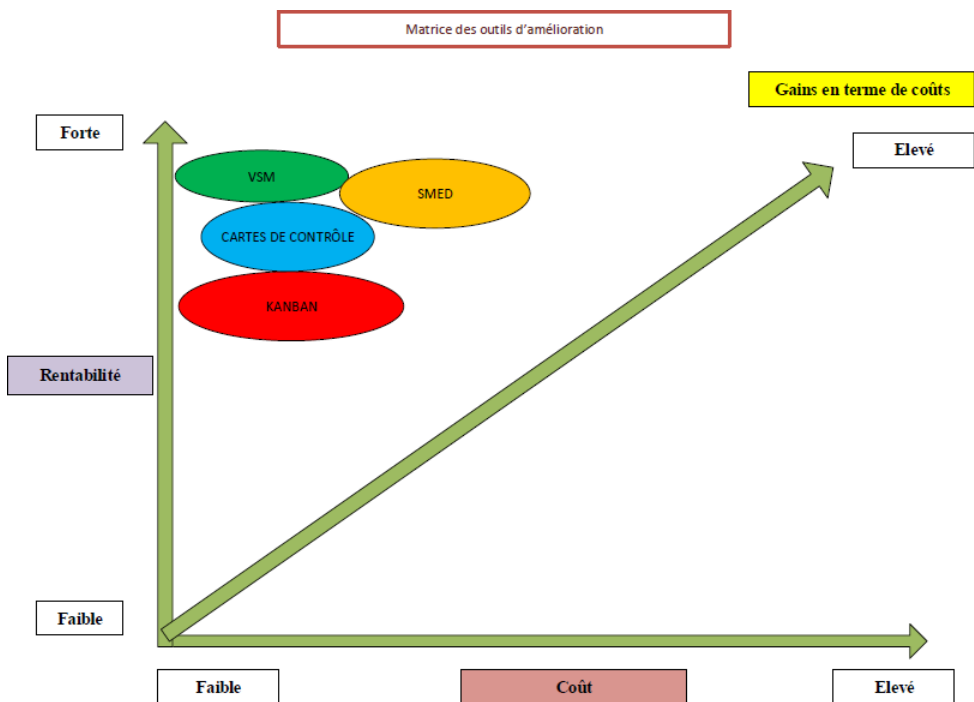 Matrice des outils d'amélioration
Gains en terme de coûts
Forte
Elevé
VSM
SMED
CARTES DE CONTRÔLE
KANBAN
Rentabilité
Faible
Faible
Coût
Elevé